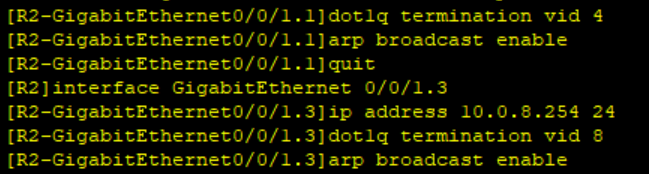 [R2-GigabitEthernet0/0/1.1]dot1q termination vid 4
[R2-GigabitEthernet0/0/1.1]arp broadcast enable
[R2-GigabitEthernet0/0/1.1]quit
[R2]interface GigabitEthernet 0/0/1.3
[R2-GigabitEthernet0/0/1.3]ip address 10.0.8.254 24
[R2-GigabitEthernet0/0/1.3]dot1q termination vid 8
[R2-GigabitEthernet0/0/1.3]arp broadcast enable